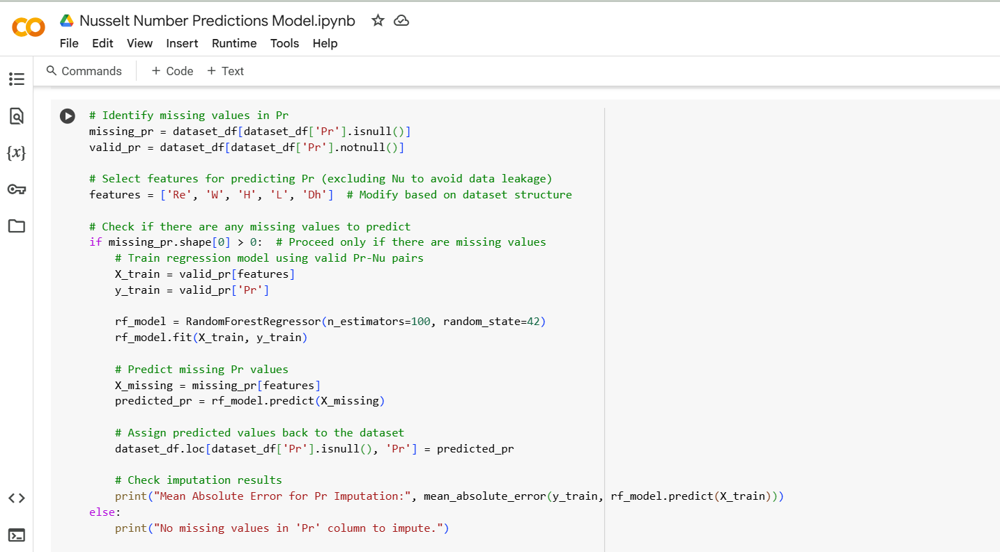 Nusselt Number Predictions Model.ipynb
File Edit View Insert Runtime Tools Help
Commands + Code + Text
{x}
# Identify missing values in Pr
missing_pr = dataset_df[dataset_df['Pr'].isnull()]
valid_pr = dataset_df[dataset_df['Pr'].notnull()]
# Select features for predicting Pr (excluding Nu to avoid data leakage)
features = ['Re', 'W', 'H', 'L', 'Dh']  # Modify based on dataset structure
# Check if there are any missing values to predict
if missing_pr.shape[0] > 0:  # Proceed only if there are missing values
    # Train regression model using valid Pr-Nu pairs
    X_train = valid_pr[features]
    y_train = valid_pr['Pr']
    rf_model = RandomForestRegressor(n_estimators=100, random_state=42)
    rf_model.fit(X_train, y_train)
    # Predict missing Pr values
    X_missing = missing_pr[features]
    predicted_pr = rf_model.predict(X_missing)
    # Assign predicted values back to the dataset
    dataset_df.loc[dataset_df['Pr'].isnull(), 'Pr'] = predicted_pr
    # Check imputation results
    print("Mean Absolute Error for Pr Imputation:", mean_absolute_error(y_train, rf_model.predict(X_train)))
else:
    print("No missing values in 'Pr' column to impute.")